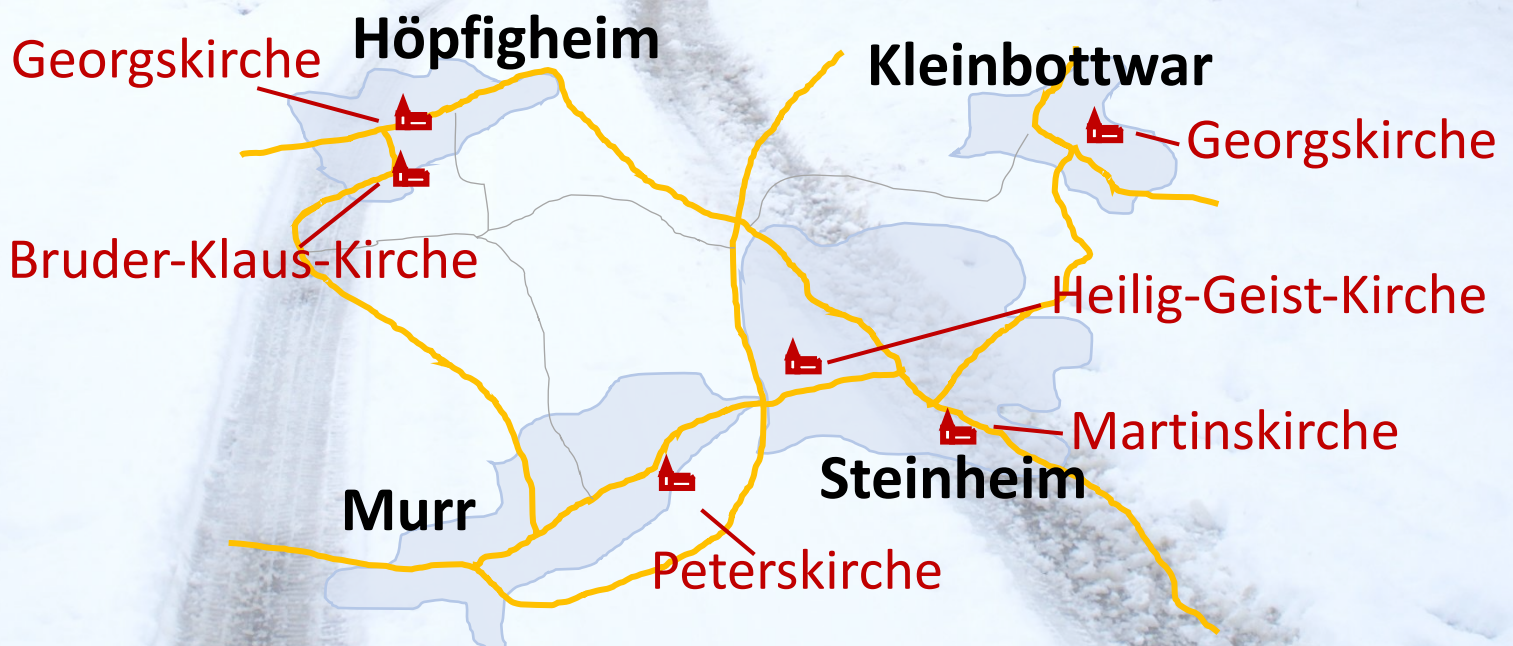 Höpfigheim
Georgskirche
Kleinbottwar
Georgskirche
Bruder-Klaus-Kirche
Heilig-Geist-Kirche
Martinskirche
Steinheim
Murr
Peterskirche